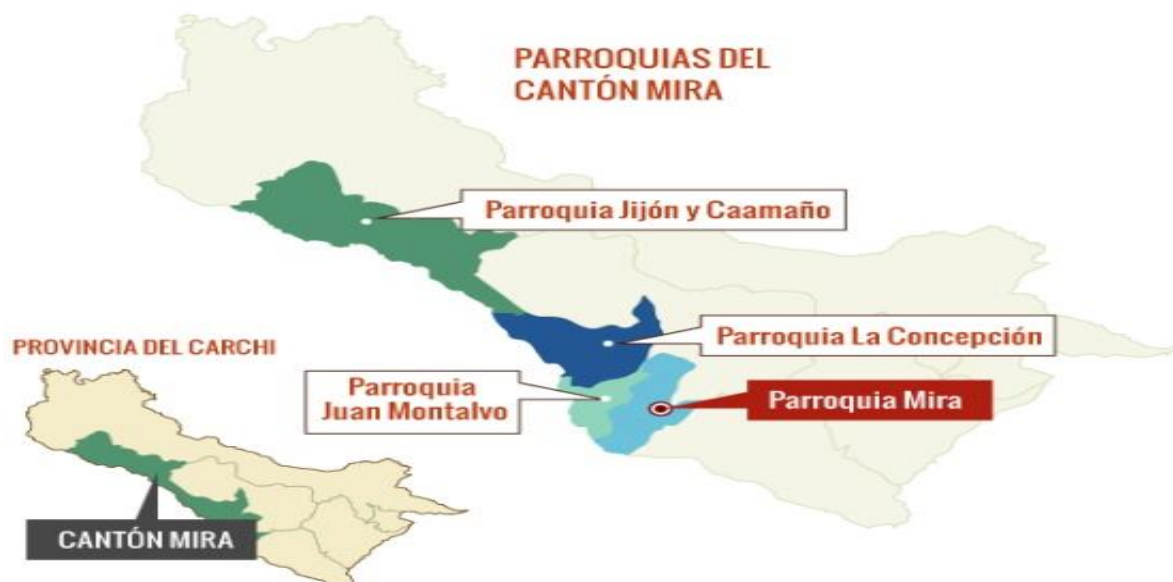 PARROQUIAS DEL
CANTÓN MIRA
Parroquia Jijón y Caamaño
Parroquia La Concepción
PROVINCIA DEL CARCHI
Parroquia
Juan Montalvo
Parroquia Mira
CANTÓN MIRA